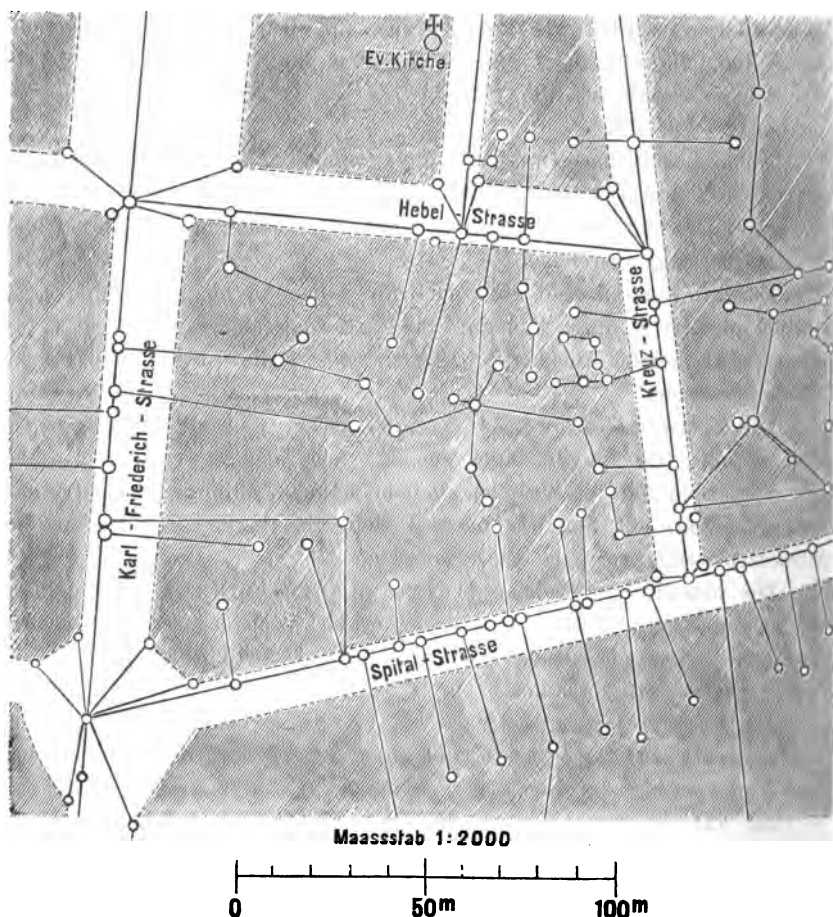 Ev. Kirche
Hebel - Strasse
Kreuz - Strasse
Karl - Friederich - Strasse
Spital - Strasse
Maassstab 1:2000
0 50m 100m